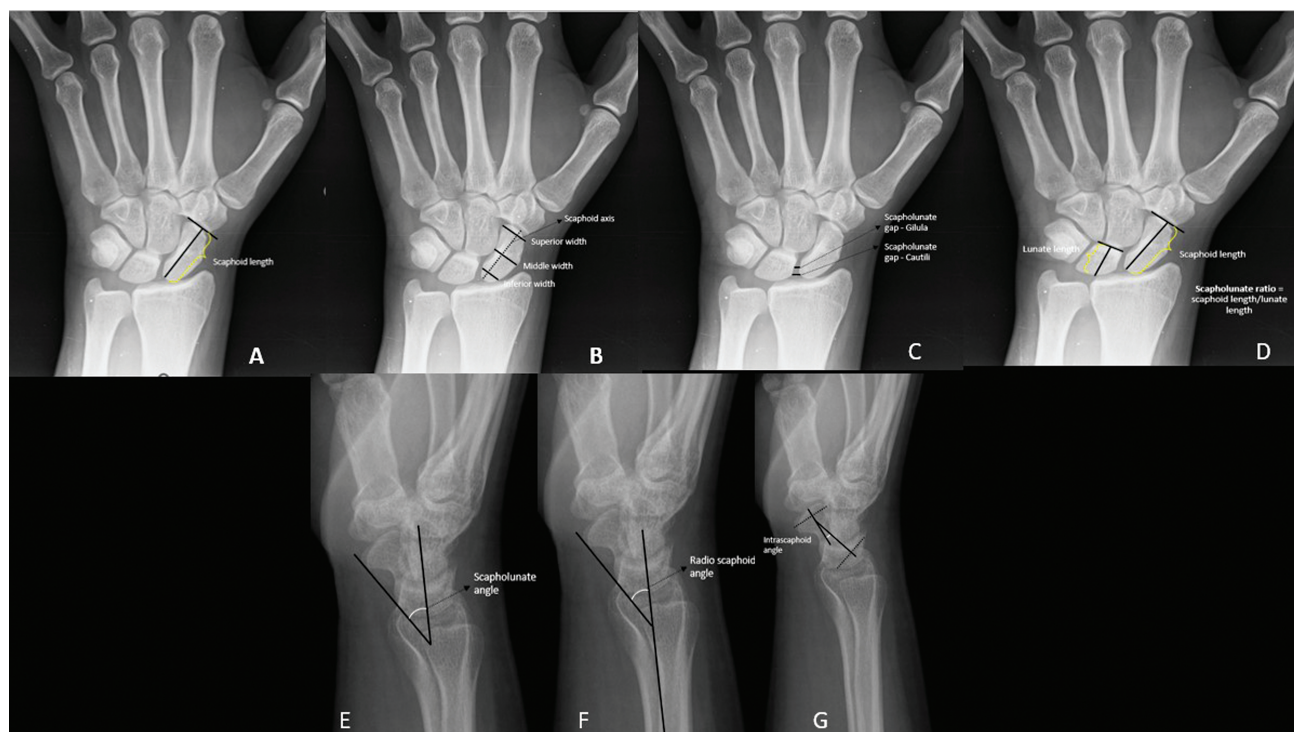 Scaphoid length
A
Scaphoid axis
Superior width
Middle width
Inferior width
B
Scapholunate
gap - Gilula
Scapholunate
gap - Cautili
C
Lunate length
Scaphoid length
Scapholunate ratio =
scaphoid length/lunate
length
D
Scapholunate
angle
E
Radio scaphoid
angle
F
Intrascaphoid
angle
G